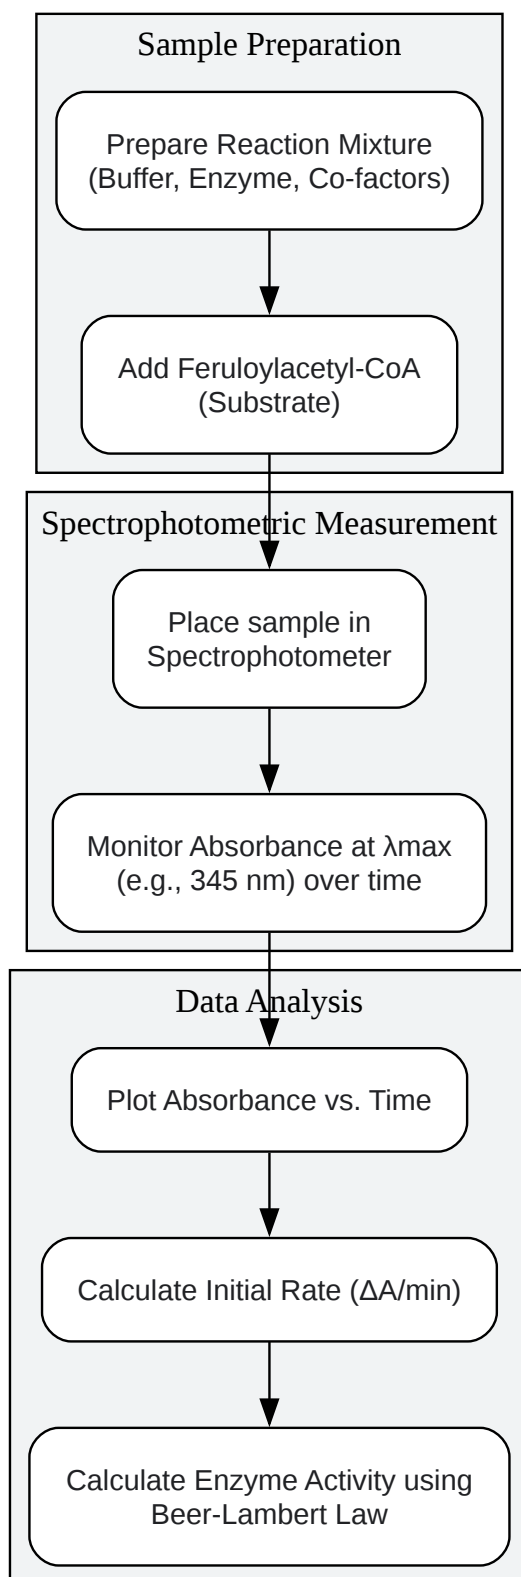 Sample Preparation
Prepare Reaction Mixture
(Buffer, Enzyme, Co-factors)
Add Feruloylacetyl-CoA
(Substrate)
Spectrophotometric Measurement
Place sample in
Spectrophotometer
Monitor Absorbance at λmax
(e.g., 345 nm) over time
Data Analysis
Plot Absorbance vs. Time
Calculate Initial Rate (ΔA/min)
Calculate Enzyme Activity using
Beer-Lambert Law